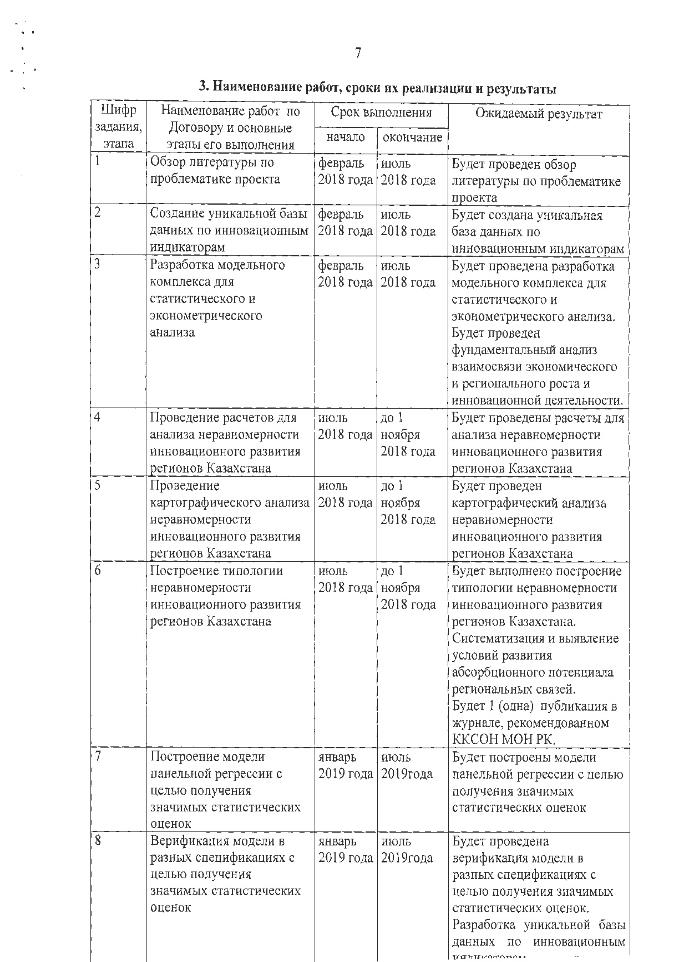 7
3. Наименование работ, сроки их реализации и результаты
Шифр задания, этапа
Наименование работ по Договору и основные этапы его выполнения
Срок выполнения
начало
окончание
Ожидаемый результат
1
Обзор литературы по
проблематике проекта
февраль
2018 года
июль
2018 года
Будет проведен обзор
литературы по проблематике
проекта
2
Создание уникальной базы
данных по инновационным
индикаторам
февраль
2018 года
июль
2018 года
Будет создана уникальная
база данных по
инновационным индикаторам
3
Разработка модельного
комплекса для
статистического и
эконометрического
анализа
февраль
2018 года
июль
2018 года
Будет проведена разработка
модельного комплекса для
статистического и
эконометрического анализа.
Будет проведен
фундаментальный анализ
взаимосвязи экономического
и регионального роста и
инновационной деятельности.
4
Проведение расчетов для
анализа неравномерности
инновационного развития
регионов Казахстана
июль
2018 года
до 1
ноября
2018 года
Будет проведены расчеты для
анализа неравномерности
инновационного развития
регионов Казахстана
5
Проведение
картографического анализа
неравномерности
инновационного развития
регионов Казахстана
июль
2018 года
до 1
ноября
2018 года
Будет проведен
картографический анализ
неравномерности
инновационного развития
регионов Казахстана
6
Построение типологии
неравномерности
инновационного развития
регионов Казахстана
июль
2018 года
до 1
ноября
2018 года
Будет выполнено построение
типологии неравномерности
инновационного развития
регионов Казахстана.
Систематизация и выявление
условий развития
абсорбционного потенциала
региональных связей.
Будет 1 (одна) публикация в
журнале, рекомендованном
ККСОН МОН РК.
7
Построение модели
панельной регрессии с
целью получения
значимых статистических
оценок
январь
2019 года
июль
2019года
Будет построены модели
панельной регрессии с целью
получения значимых
статистических оценок
8
Верификация модели в
разных спецификациях с
целью получения
значимых статистических
оценок
январь
2019 года
июль
2019года
Будет проведена
верификация модели в
разных спецификациях с
целью получения значимых
статистических оценок.
Разработка уникальной базы
данных по инновационным